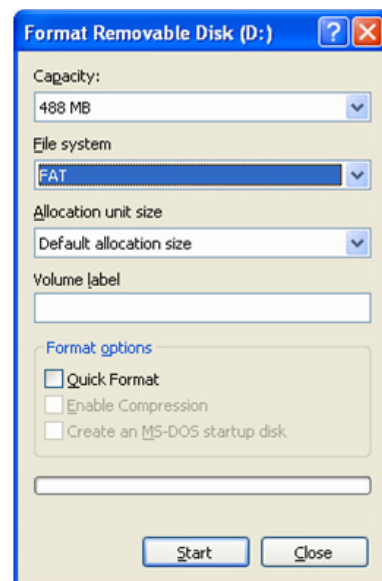 Format Removable Disk (D:)
Capacity:
488 MB
File system
FAT
Allocation unit size
Default allocation size
Volume label
Format options
Quick Format
Enable Compression
Create an MS-DOS startup disk
Start Close